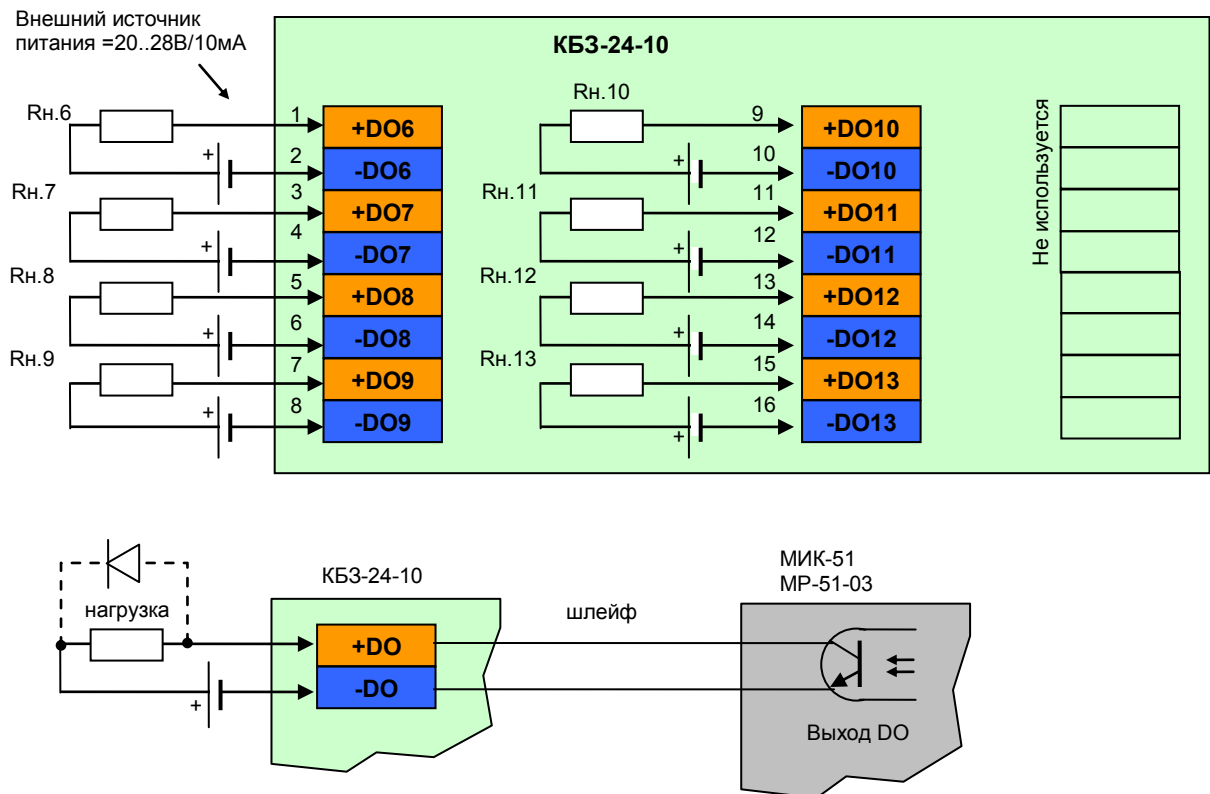 Внешний источник
питания =20..28В/10мА
КБЗ-24-10
Rн.6
1
+DO6
+
2
-DO6
Rн.7
3
+DO7
+
4
-DO7
Rн.8
5
+DO8
+
6
-DO8
Rн.9
7
+DO9
+
8
-DO9
Rн.10
9
+DO10
+
10
-DO10
Rн.11
11
+DO11
+
12
-DO11
Rн.12
13
+DO12
+
14
-DO12
Rн.13
15
+DO13
+
16
-DO13
Не используется
нагрузка
+
КБЗ-24-10
+DO
-DO
шлейф
МИК-51
МР-51-03
Выход DO